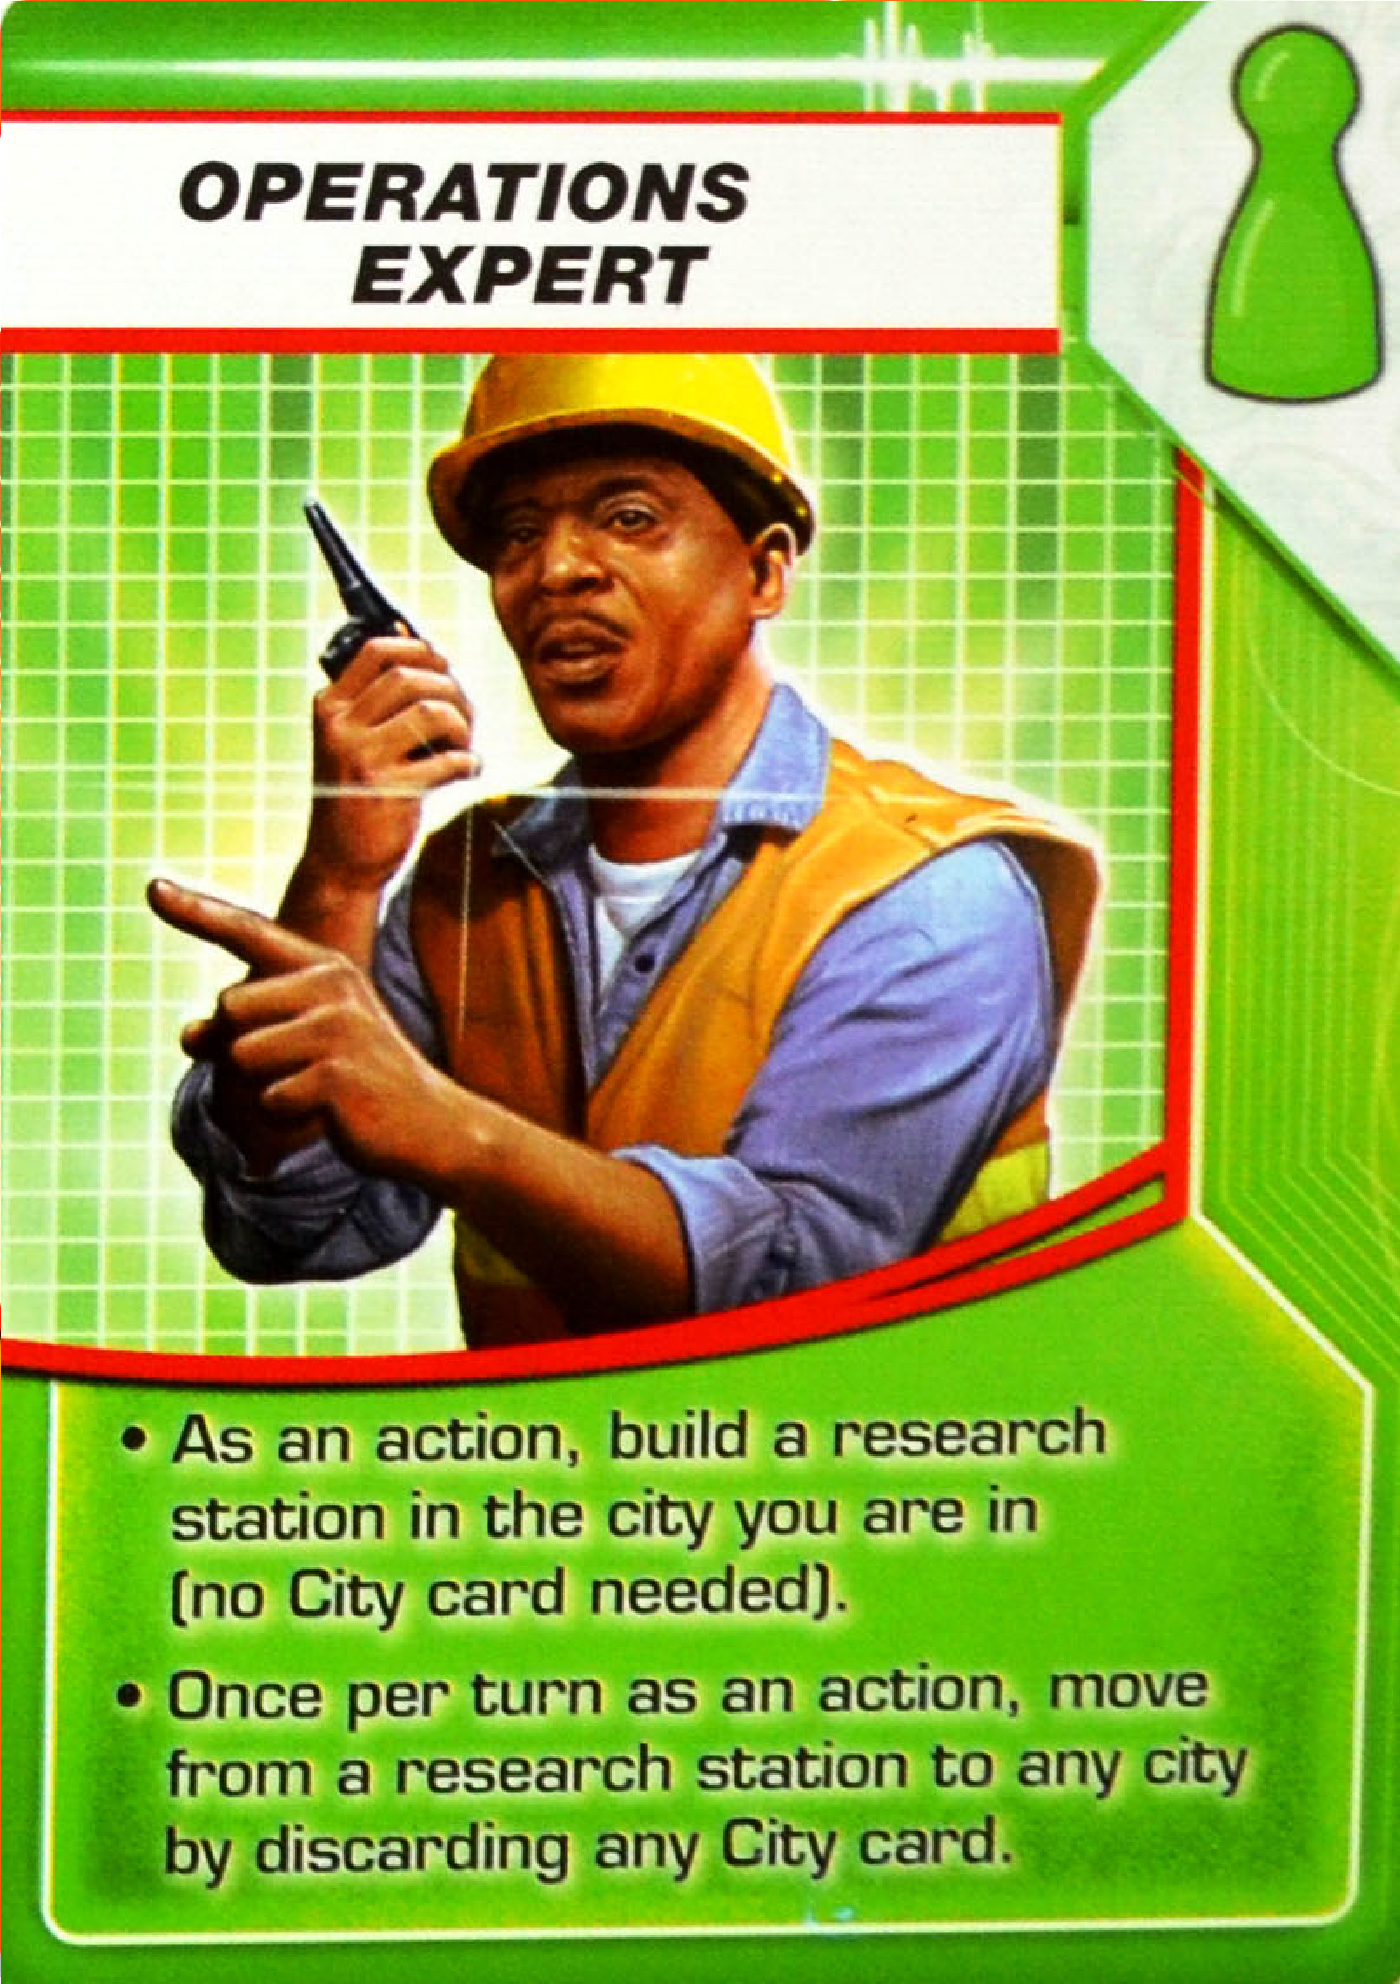 OPERATIONS
EXPERT
• As an action, build a research
station in the city you are in
(no City card needed).
• Once per turn as an action, move
from a research station to any city
by discarding any City card.